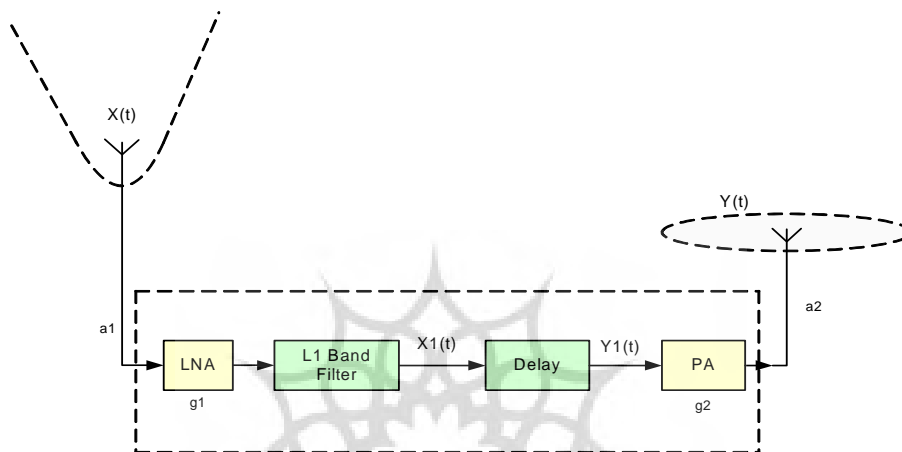 X(t)
Y(t)
a1
a2
LNA
g1
L1 Band
Filter
X1(t)
Delay
Y1(t)
PA
g2